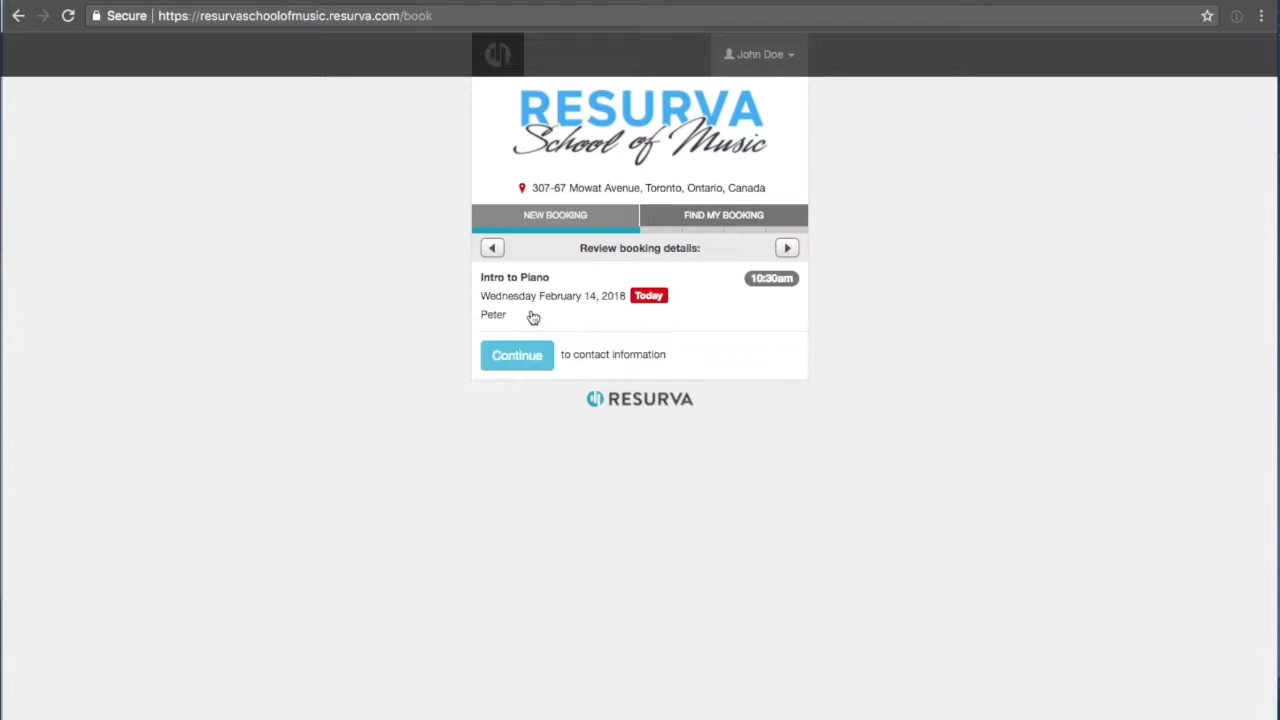 Secure https://resurvaschoolofmusic.resurva.com/book
John Doe
RESURVA
School of Music
307-67 Mowat Avenue, Toronto, Ontario, Canada
NEW BOOKING FIND MY BOOKING
Review booking details:
Intro to Piano 10:30am
Wednesday February 14, 2018 Today
Peter
Continue to contact information
RESURVA